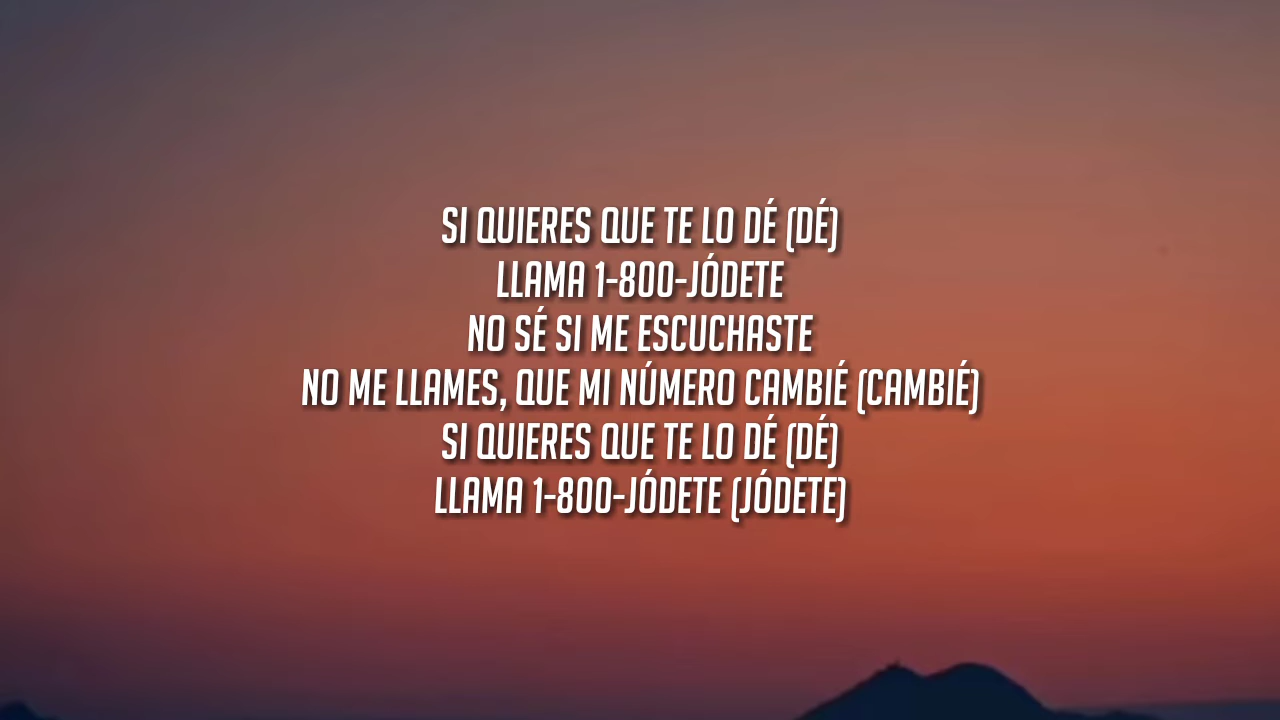 SI QUIERES QUE TE LO DÉ (DÉ)
LLAMA 1-800-JÓDETE
NO SÉ SI ME ESCUCHASTE
NO ME LLAMES, QUE MI NÚMERO CAMBIÉ (CAMBIÉ)
SI QUIERES QUE TE LO DÉ (DÉ)
LLAMA 1-800-JÓDETE (JÓDETE)